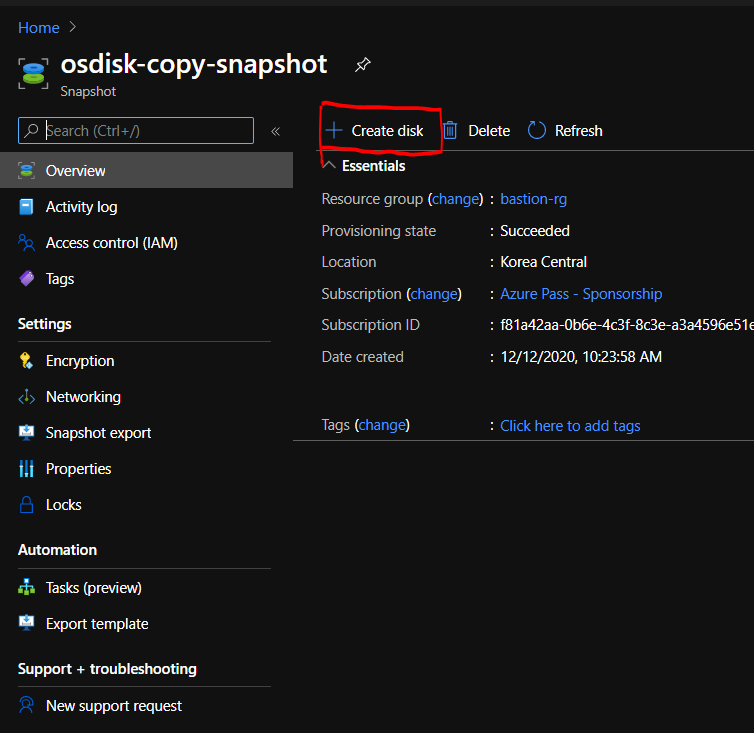 Home >
osdisk-copy-snapshot
Snapshot
Search (Ctrl+/)
«
Create disk Delete Refresh
Overview
Activity log
Access control (IAM)
Tags
Settings
Encryption
Networking
Snapshot export
Properties
Locks
Automation
Tasks (preview)
Export template
Support + troubleshooting
New support request
Essentials
Resource group (change) : bastion-rg
Provisioning state : Succeeded
Location : Korea Central
Subscription (change) : Azure Pass - Sponsorship
Subscription ID : f81a42aa-0b6e-4c3f-8c3e-a3a4596e51e
Date created : 12/12/2020, 10:23:58 AM
Tags (change) : Click here to add tags